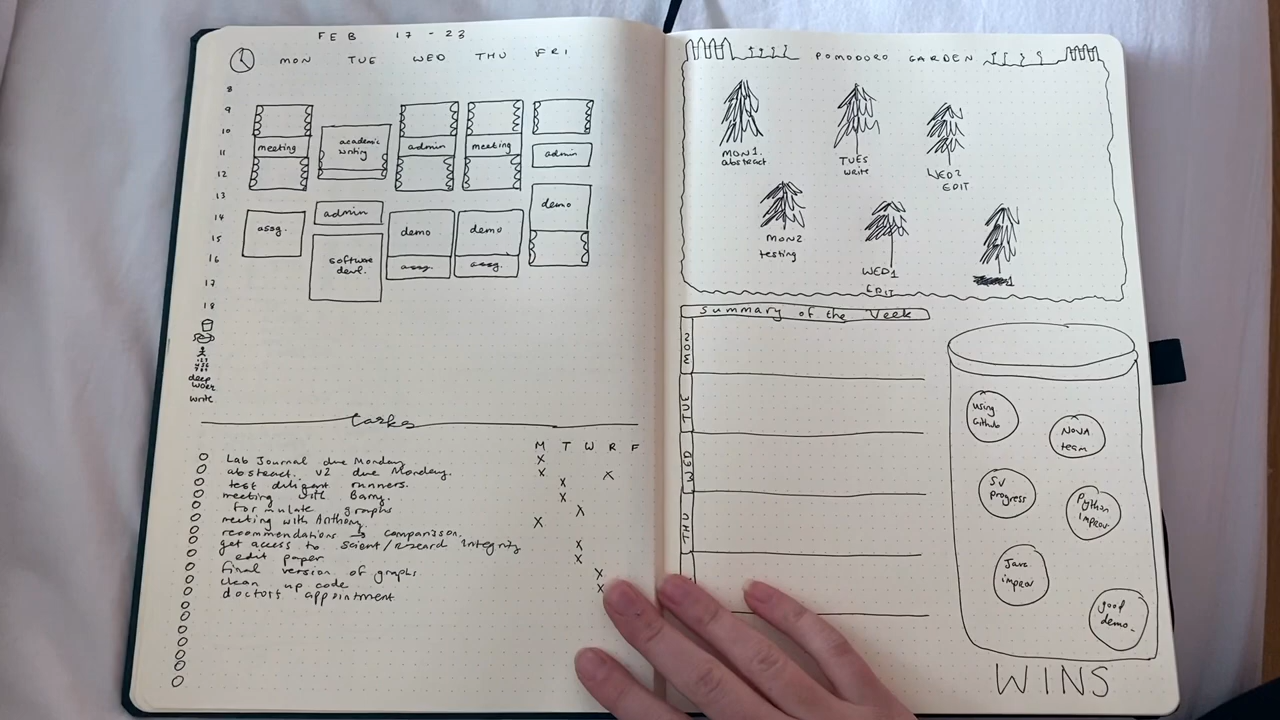 FEB 17 - 23
MON TUE WED THU FRI
8
9
10
11
12
13
14
15
16
17
18
meeting
academic writing
admin
meeting
admin
assg.
admin
demo
demo
demo
software
devl.
assg.
assg.
deep
work
write
tasks
M T W R F
Lab Journal due Monday X
abstract v2 due Monday. X X
test diligent runners. X
meeting with Barry. X
formulate graphs X
meeting with Anthony X
recommendations → comparison.
get access to scient/research integrity X
edit paper X
final version of graphs X
clean up code X
doctors appointment
POMODORO GARDEN
MON1.
abstract
TUES
write
WED2
EDIT
MON2
testing
WED1
EDIT
Summary of the Week
MON
TUE
WED
THU
using
Github
NOVA
team
SV
progress
Python
improv
Java
improv
good
demo.
WINS